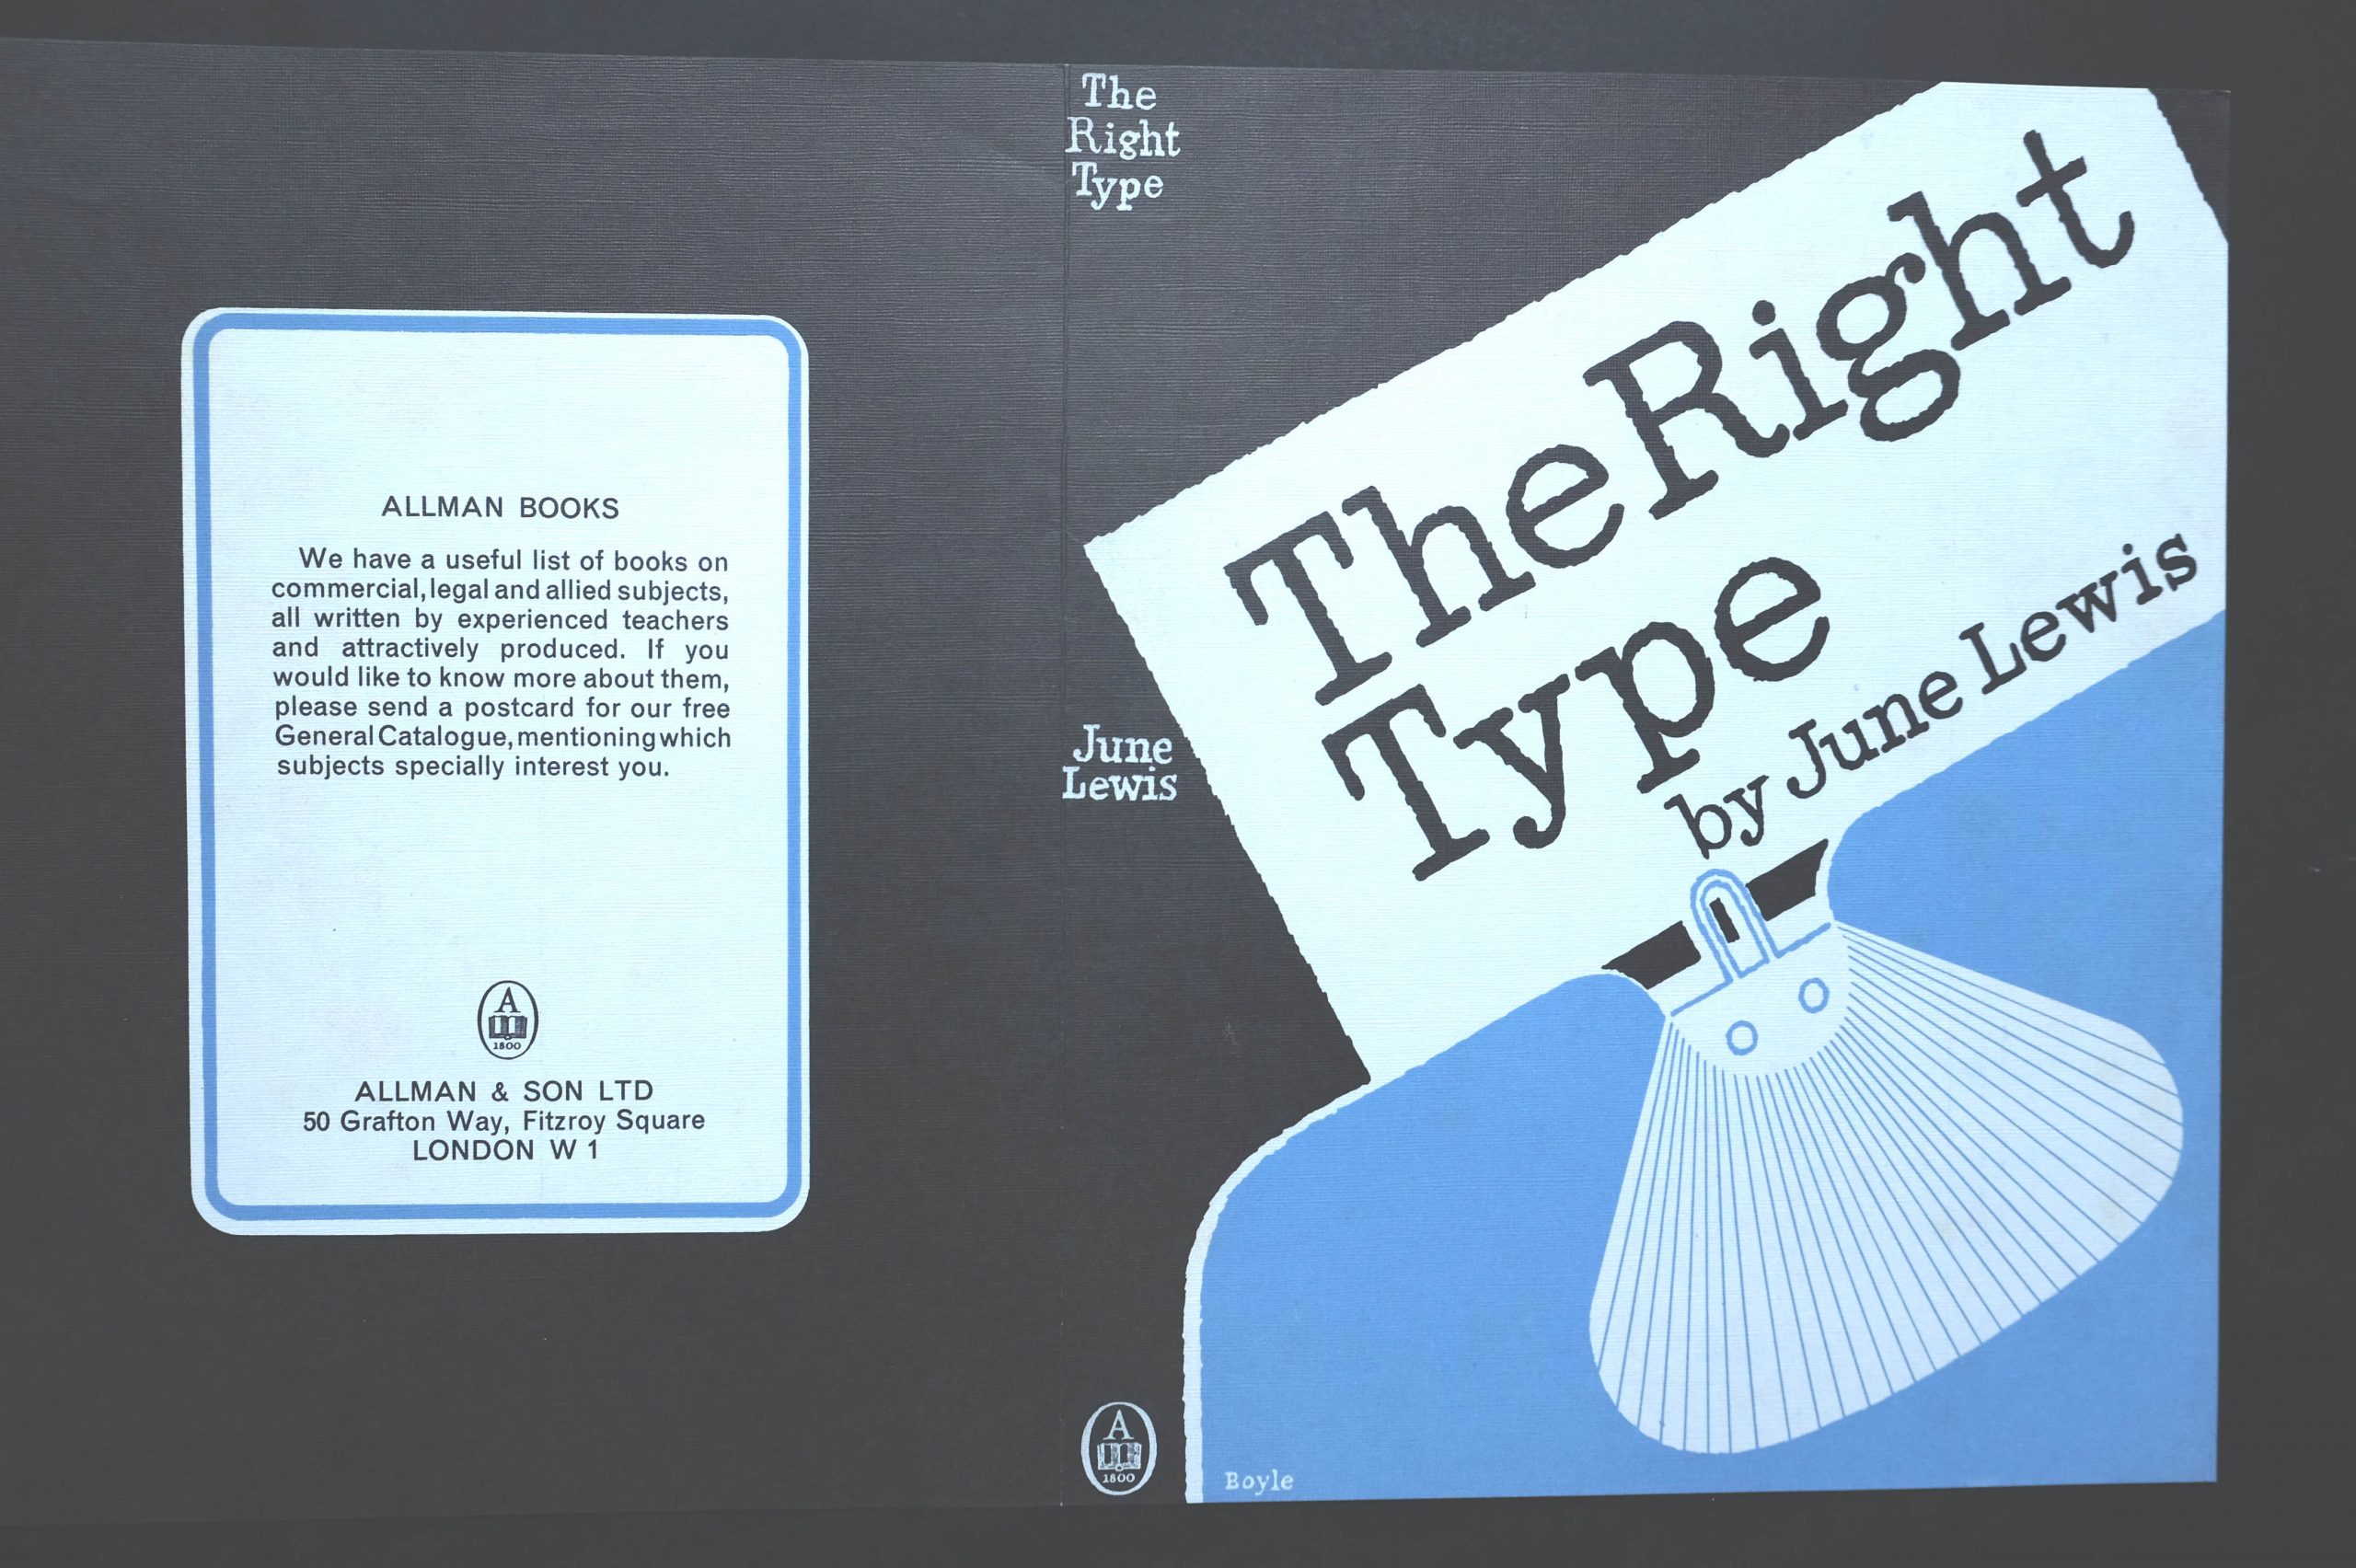 ALLMAN BOOKS
We have a useful list of books on
commercial, legal and allied subjects,
all written by experienced teachers
and attractively produced. If you
would like to know more about them,
please send a postcard for our free
General Catalogue, mentioning which
subjects specially interest you.
A
1800
ALLMAN & SON LTD
50 Grafton Way, Fitzroy Square
LONDON W 1
The
Right
Type
June
Lewis
A
1800
The Right
Type
by June Lewis
Boyle